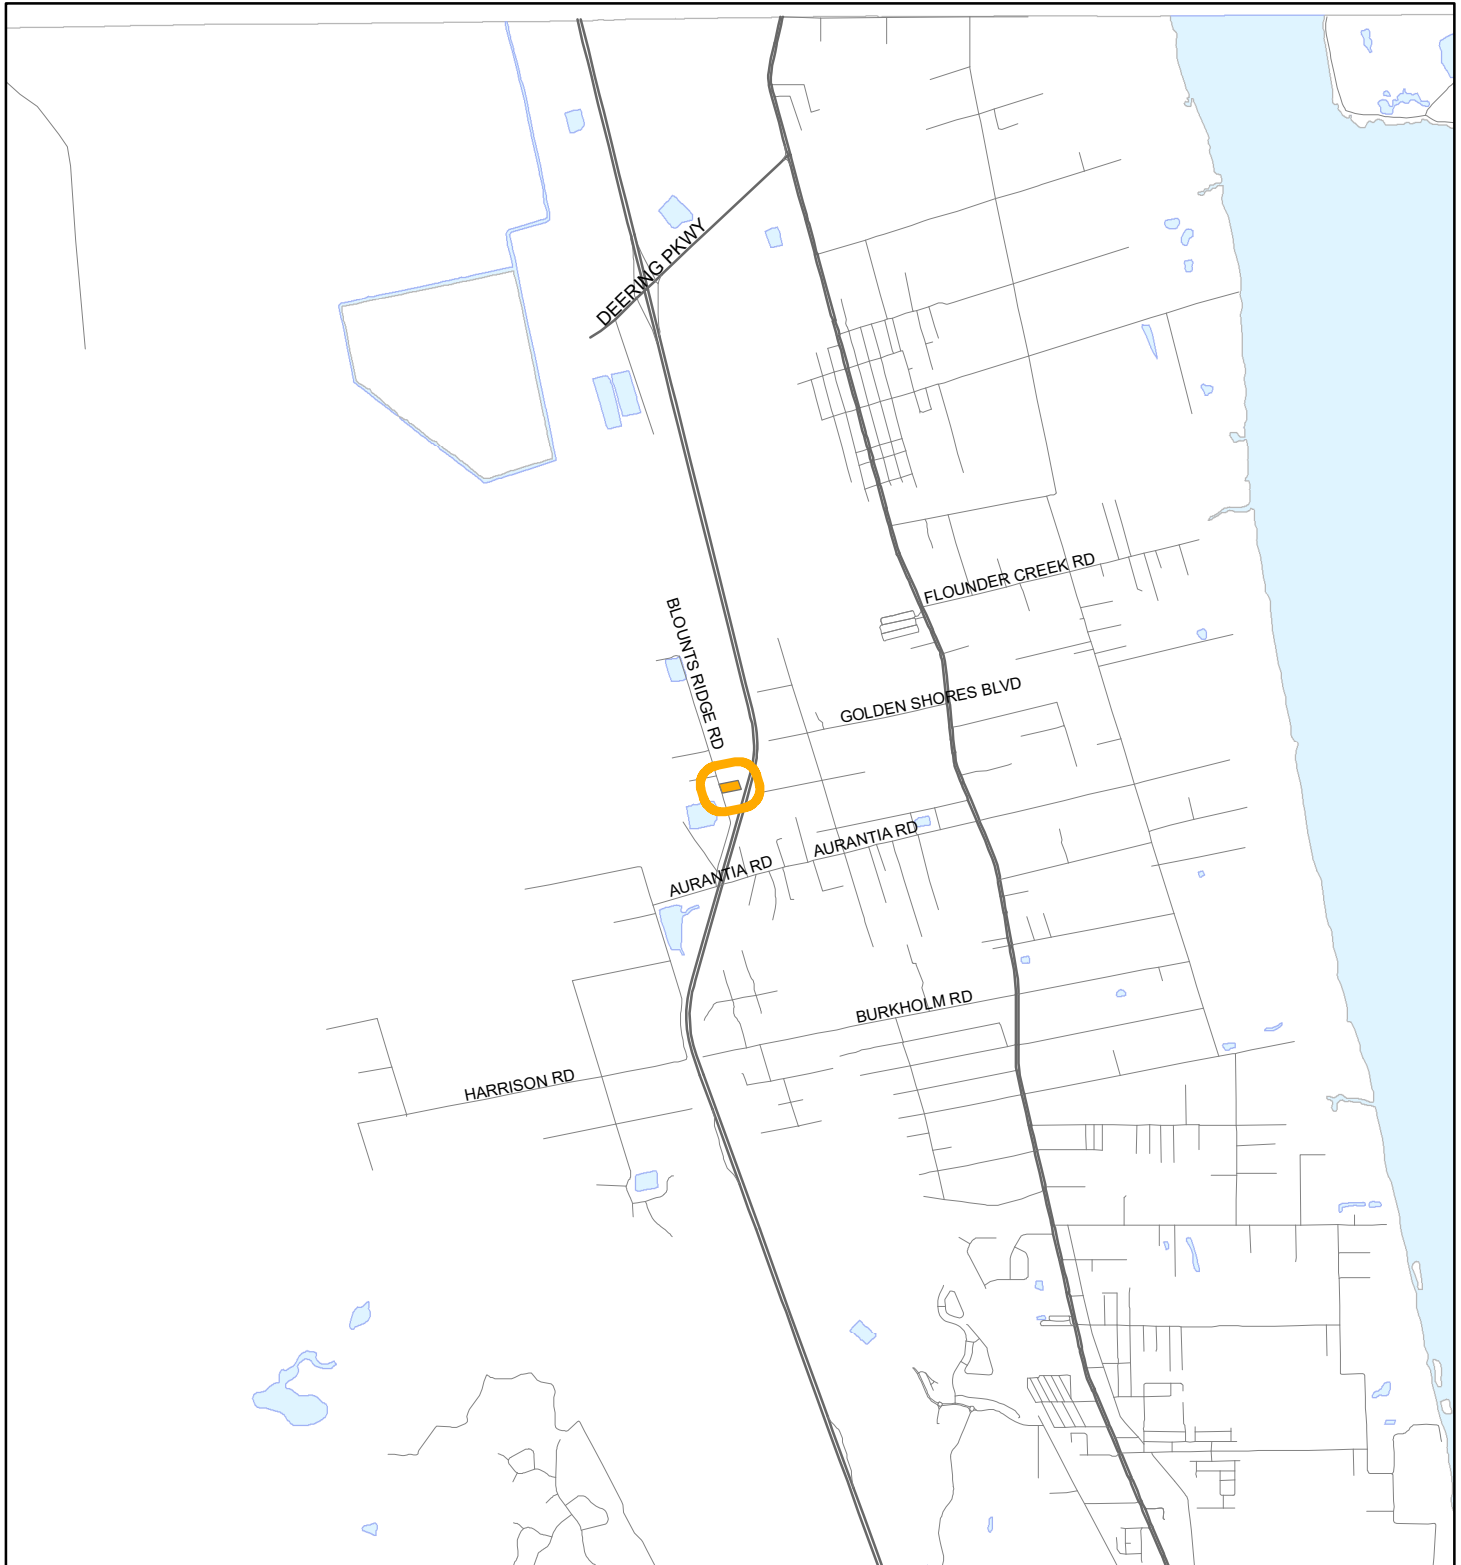 DEERING PKWY
FLOUNDER CREEK RD
BLOUNTS RIDGE RD
GOLDEN SHORES BLVD
AURANTIA RD
AURANTIA RD
BURKHOLM RD
HARRISON RD